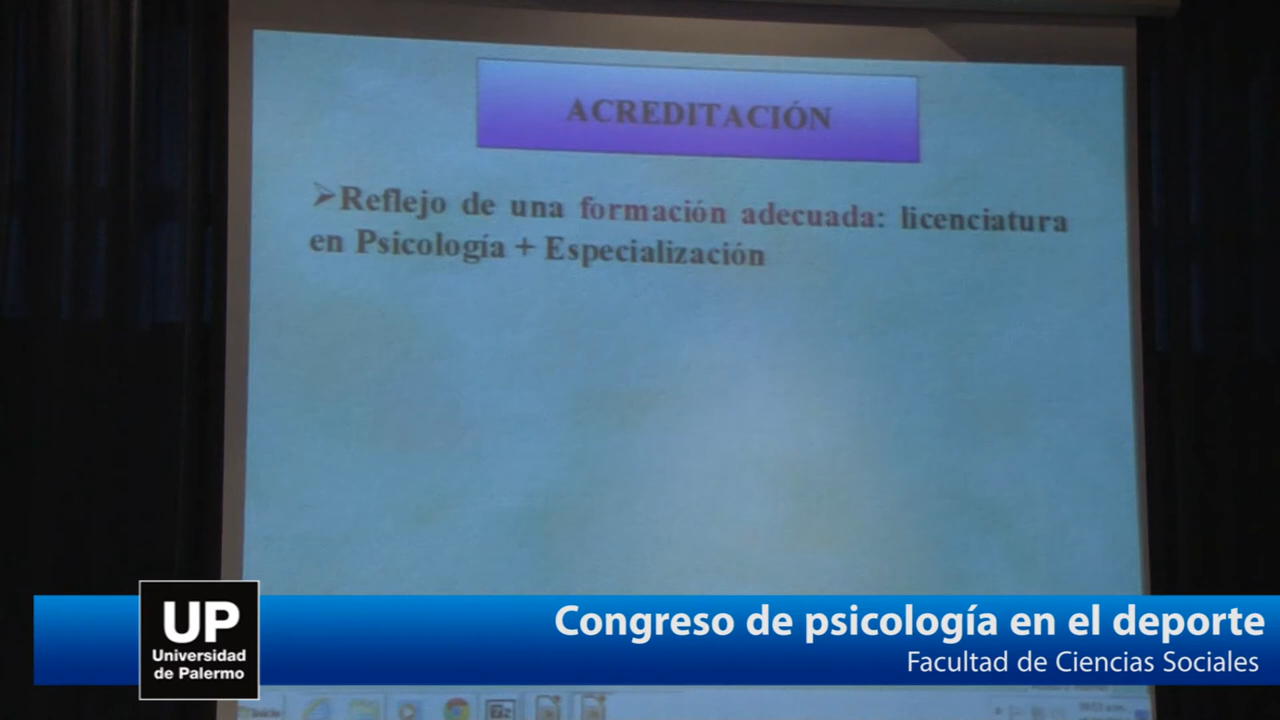 ACREDITACIÓN
➢Reflejo de una formación adecuada: licenciatura
en Psicología + Especialización
Congreso de psicología en el deporte
Facultad de Ciencias Sociales
UP
Universidad
de Palermo
Inicio